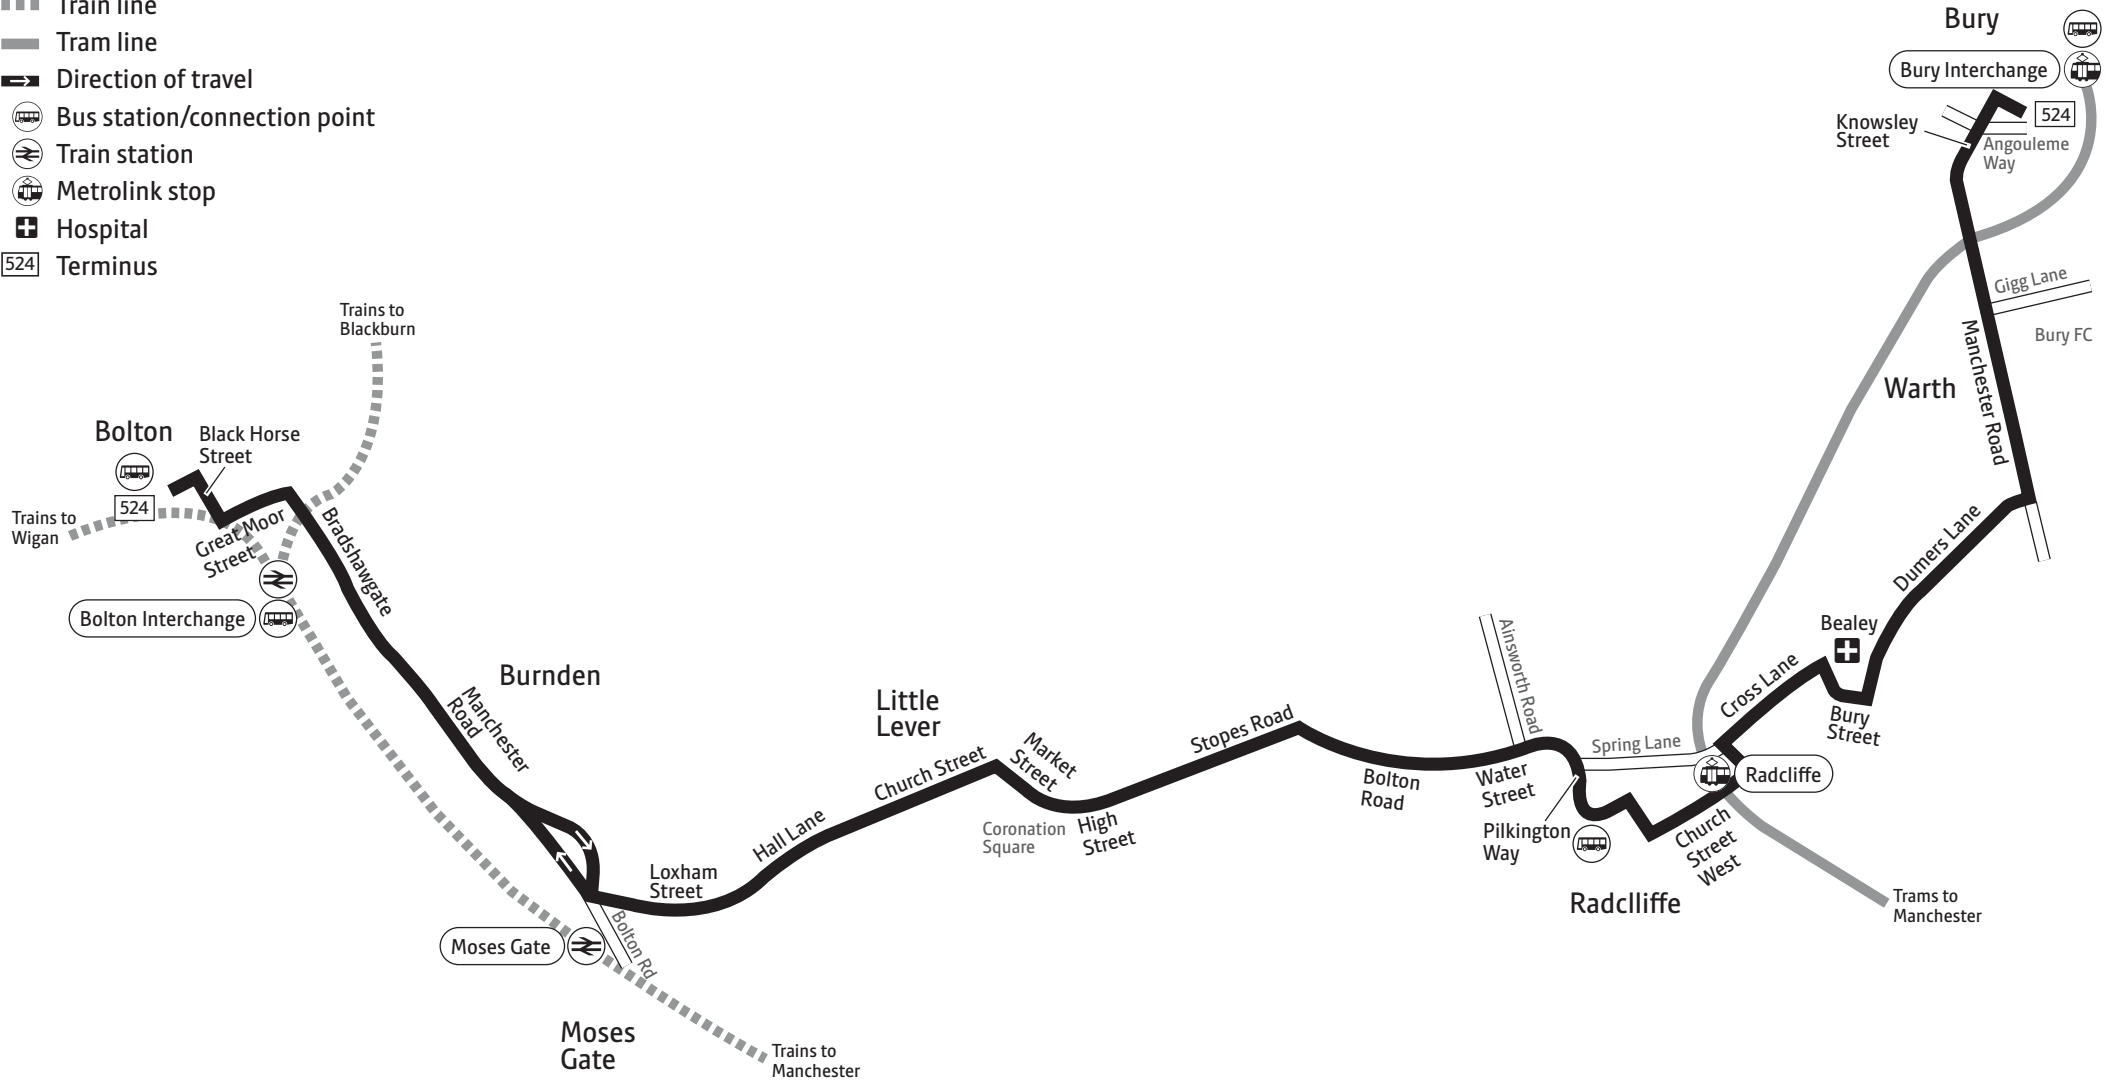 Train line
Tram line
Direction of travel
Bus station/connection point
Train station
Metrolink stop
Hospital
524 Terminus
Bury
Bury Interchange
524
Knowsley
Street
Angouleme
Way
Gigg Lane
Bury FC
Manchester Road
Warth
Trains to
Blackburn
Bolton
Black Horse
Street
524
Trains to
Wigan
Great Moor
Street
Bradshawgate
Bolton Interchange
Burnden
Manchester
Road
Little
Lever
Church Street
Market
Street
Stopes Road
Hall Lane
Coronation
Square
High
Street
Loxham
Street
Bolton Rd
Moses Gate
Moses
Gate
Trains to
Manchester
Bolton
Road
Ainsworth Road
Water
Street
Spring Lane
Pilkington
Way
Radclliffe
Church
Street
West
Radcliffe
Cross Lane
Bealey
Bury
Street
Dumers Lane
Trams to
Manchester